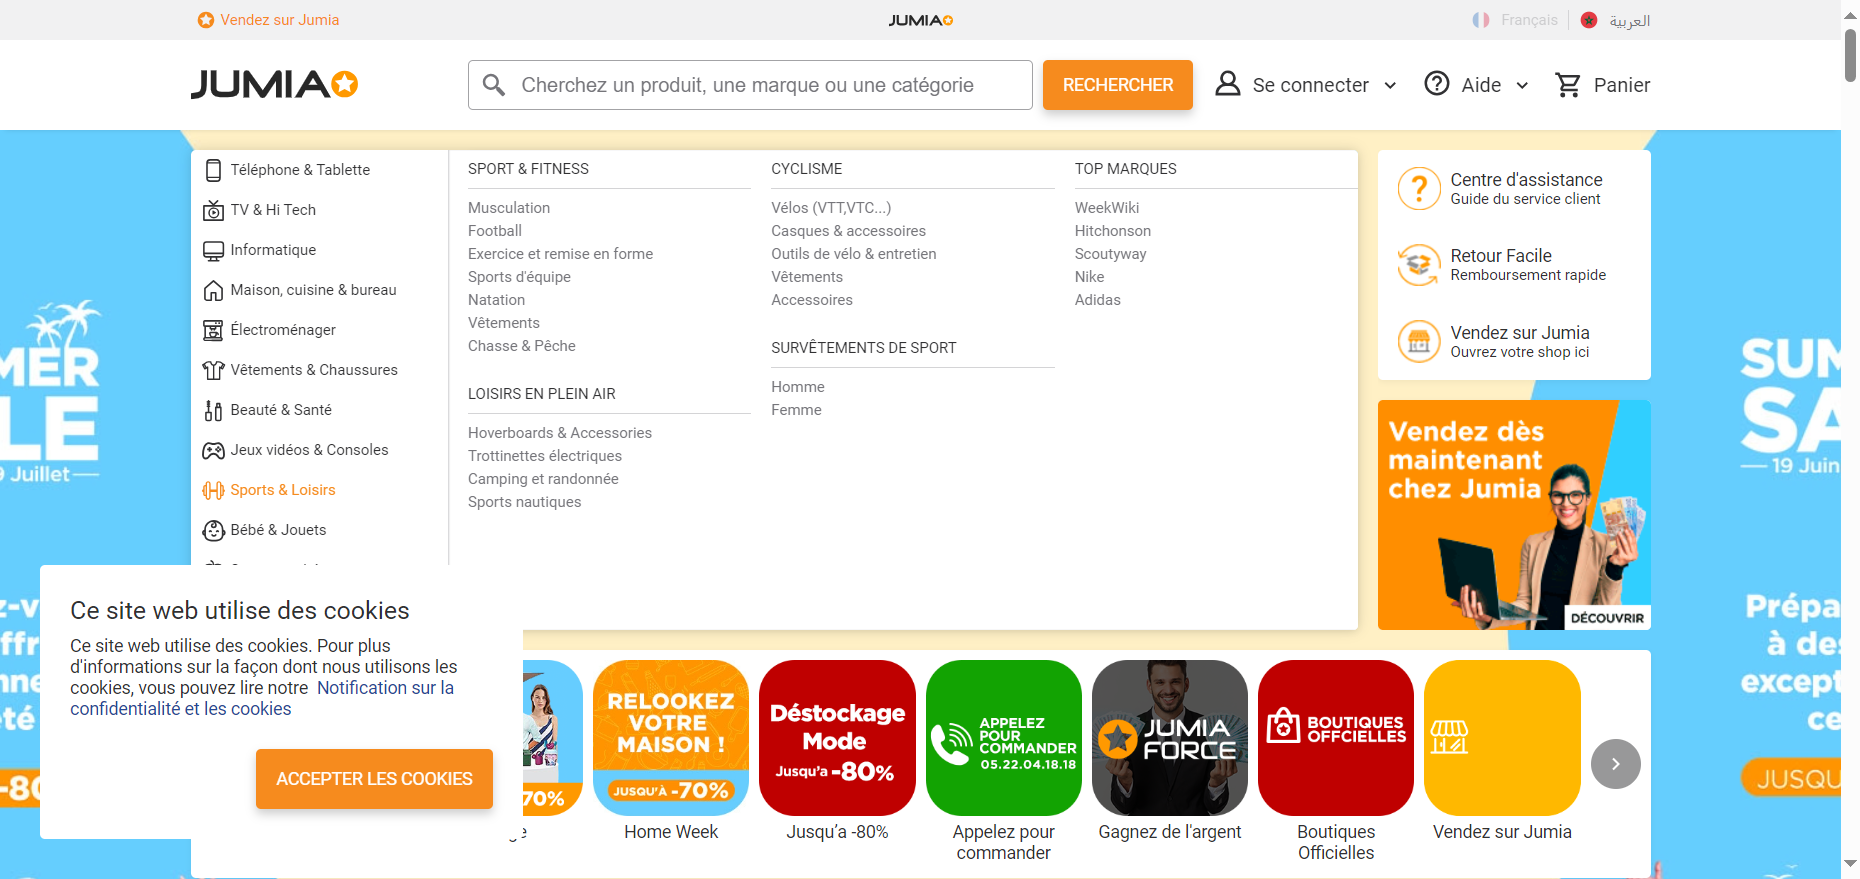 Vendez sur Jumia
JUMIA
Français
العربية
JUMIA
Cherchez un produit, une marque ou une catégorie
RECHERCHER
Se connecter
Aide
Panier
Téléphone & Tablette
TV & Hi Tech
Informatique
Maison, cuisine & bureau
Électroménager
Vêtements & Chaussures
Beauté & Santé
Jeux vidéos & Consoles
Sports & Loisirs
Bébé & Jouets
SPORT & FITNESS
Musculation
Football
Exercice et remise en forme
Sports d'équipe
Natation
Vêtements
Chasse & Pêche
LOISIRS EN PLEIN AIR
Hoverboards & Accessories
Trottinettes électriques
Camping et randonnée
Sports nautiques
CYCLISME
Vélos (VTT,VTC...)
Casques & accessoires
Outils de vélo & entretien
Vêtements
Accessoires
SURVÊTEMENTS DE SPORT
Homme
Femme
TOP MARQUES
WeekWiki
Hitchonson
Scoutyway
Nike
Adidas
Centre d'assistance
Guide du service client
Retour Facile
Remboursement rapide
Vendez sur Jumia
Ouvrez votre shop ici
Vendez dès
maintenant
chez Jumia
DÉCOUVRIR
MER
LE
9 Juillet
SUM
SA
19 Juin
Prépa
à de
except
ce
JUSQU
-80
Ce site web utilise des cookies
Ce site web utilise des cookies. Pour plus
d'informations sur la façon dont nous utilisons les
cookies, vous pouvez lire notre Notification sur la
confidentialité et les cookies
ACCEPTER LES COOKIES
70%
RELOOKEZ
VOTRE
MAISON !
JUSQU'À -70%
Home Week
Déstockage
Mode
Jusqu'a -80%
Jusqu'a -80%
APPELEZ
POUR
COMMANDER
05.22.04.18.18
Appelez pour
commander
JUMIA
FORCE
Gagnez de l'argent
BOUTIQUES
OFFCIELLES
Boutiques
Officielles
Vendez sur Jumia